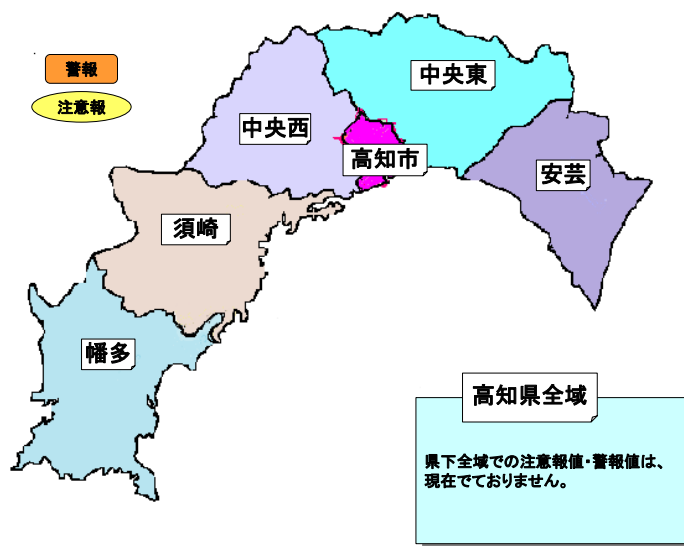 警報
注意報
中央東
中央西
高知市
安芸
須崎
幡多
高知県全域
県下全域での注意報値・警報値は、
現在でておりません。